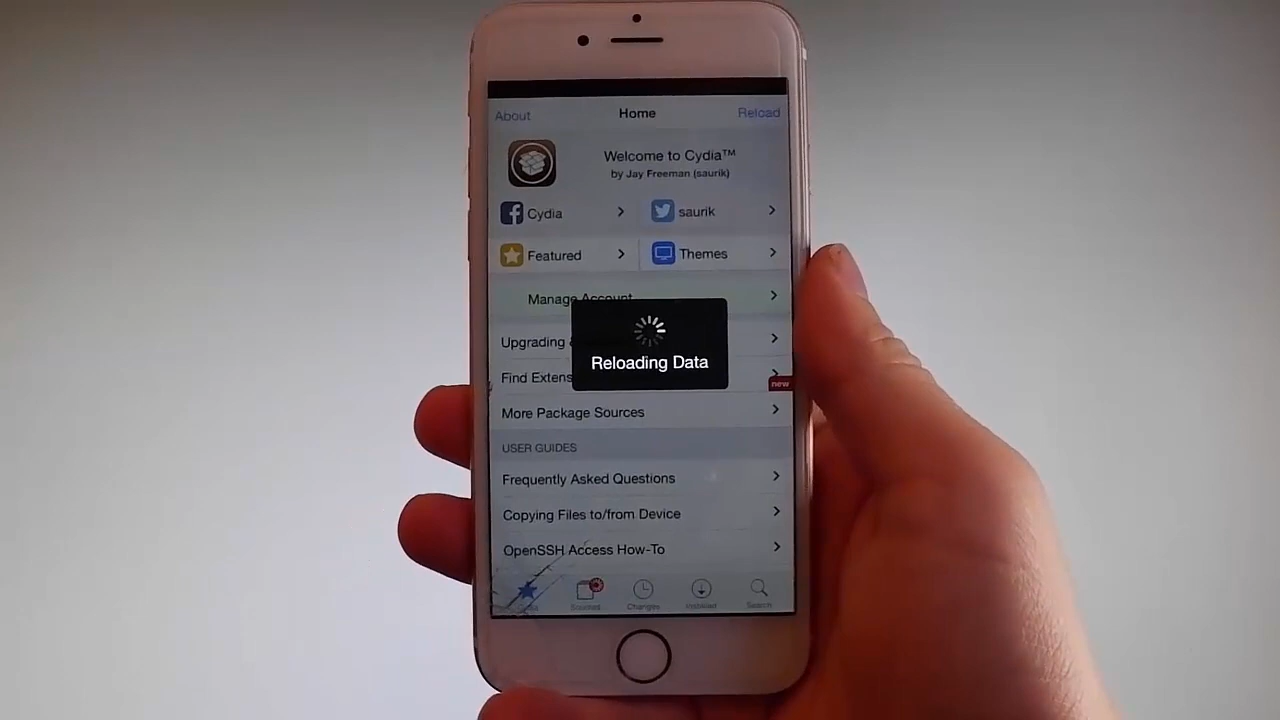 About Home Reload
Welcome to Cydia™
by Jay Freeman (saurik)
Cydia saurik
Featured Themes
Manage Account
Upgrading
Reloading Data
Find Extens
new
More Package Sources
USER GUIDES
Frequently Asked Questions
Copying Files to/from Device
OpenSSH Access How-To
Sources Changes Installed Search